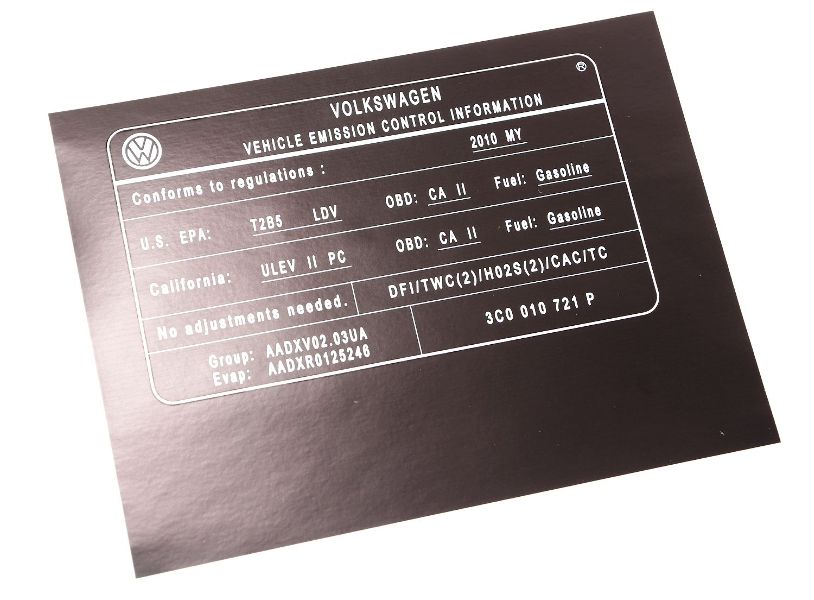 ®
VOLKSWAGEN
VEHICLE EMISSION CONTROL INFORMATION
Conforms to regulations : 2010 MY
U.S. EPA: T2B5 LDV OBD: CA II Fuel: Gasoline
California: ULEV II PC OBD: CA II Fuel: Gasoline
No adjustments needed. DFI/TWC(2)/HO2S(2)/CAC/TC
Group: AADXV02.03UA 3C0 010 721 P
Evap: AADXR0125246